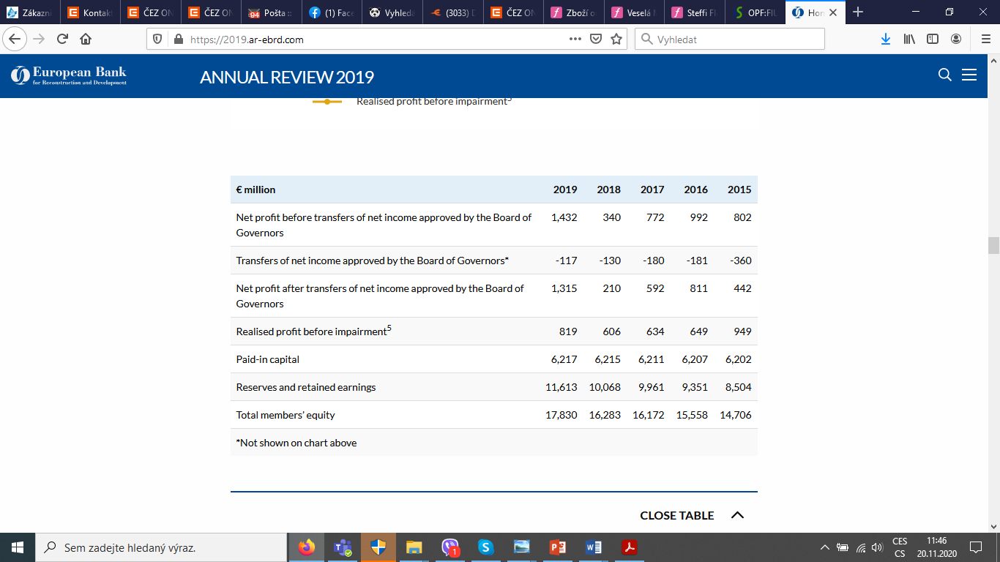 Zákazni
Kontakt
ČEZ ON
ČEZ ON
94 Pošta ::
(1) Face
Vyhleda
(3033) D
ČEZ ON
Zboží o
Veselá
Steffi Fl
OPF:FIU
Hon
https://2019.ar-ebrd.com
Vyhledat
European Bank
for Reconstruction and Development
ANNUAL REVIEW 2019
Realised profit before impairment5
€ million 2019 2018 2017 2016 2015
Net profit before transfers of net income approved by the Board of 1,432 340 772 992 802
Governors
Transfers of net income approved by the Board of Governors* -117 -130 -180 -181 -360
Net profit after transfers of net income approved by the Board of 1,315 210 592 811 442
Governors
Realised profit before impairment5 819 606 634 649 949
Paid-in capital 6,217 6,215 6,211 6,207 6,202
Reserves and retained earnings 11,613 10,068 9,961 9,351 8,504
Total members’ equity 17,830 16,283 16,172 15,558 14,706
*Not shown on chart above
CLOSE TABLE
Sem zadejte hledaný výraz.
1
CES
CS
11:46
20.11.2020